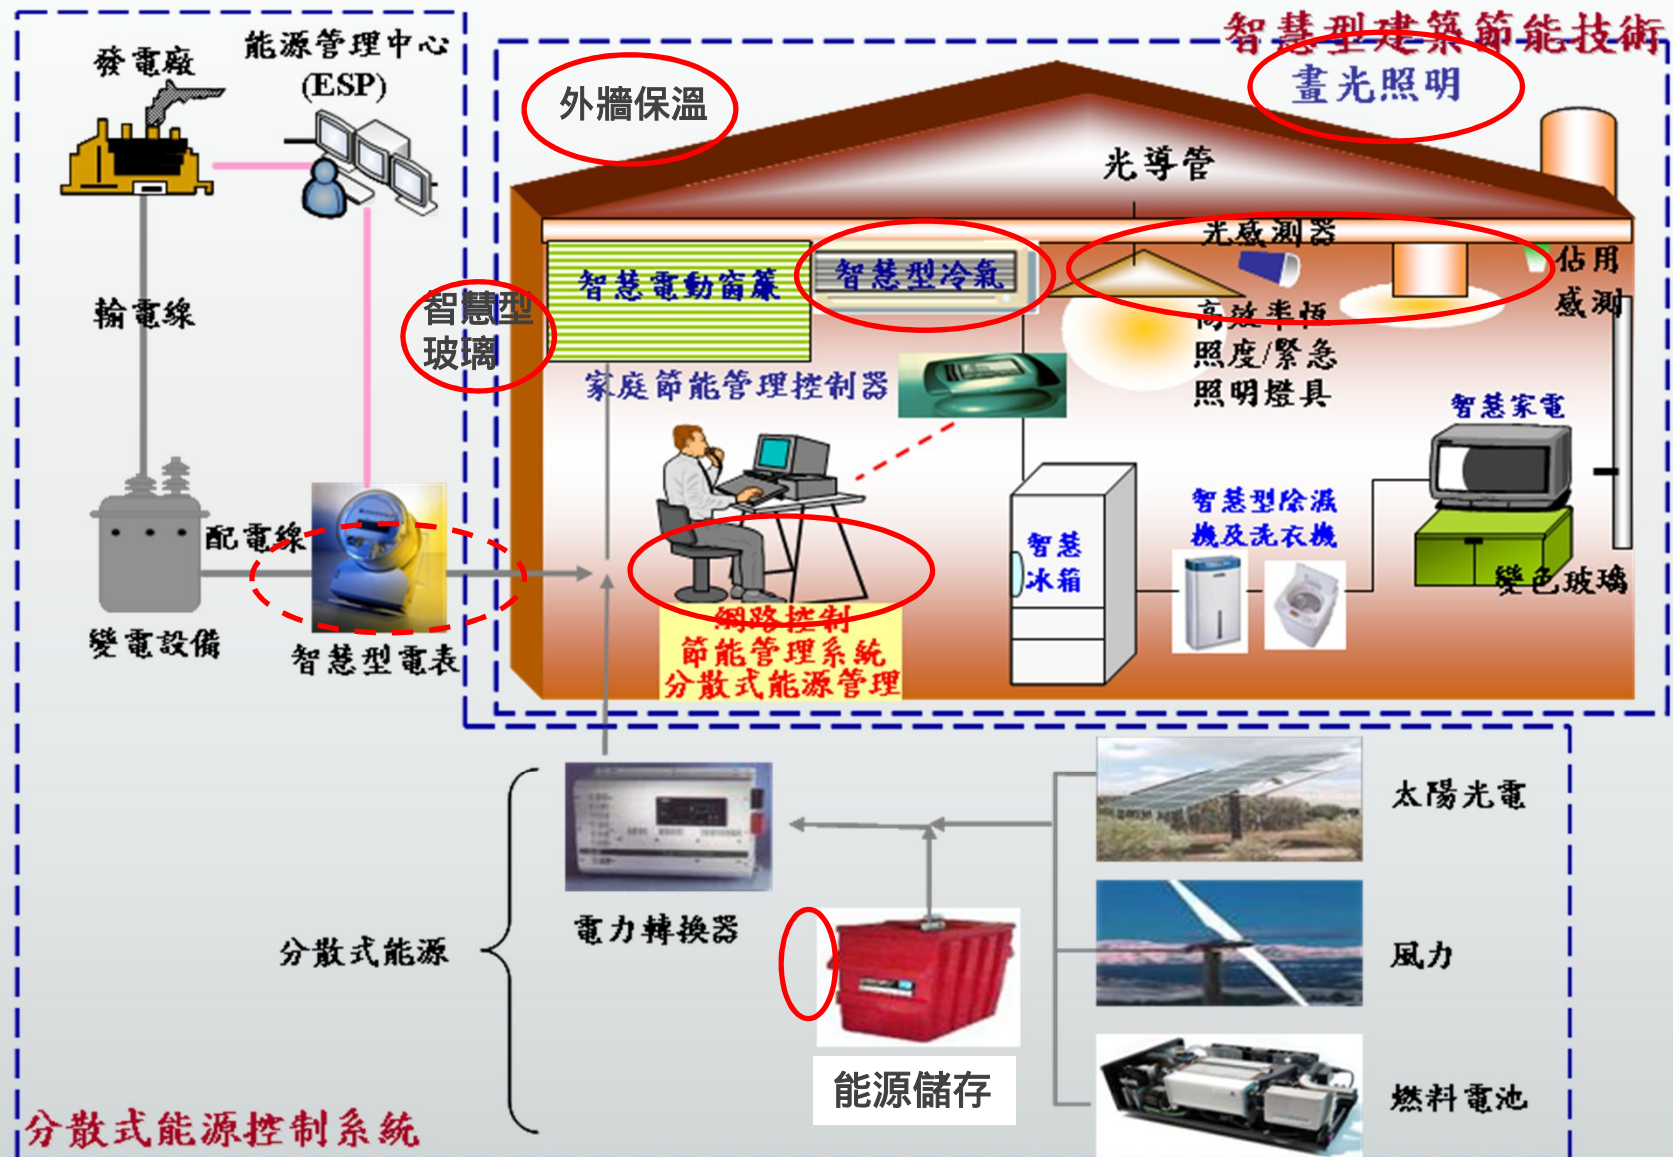 智慧型建築節能技術
發電廠
能源管理中心
(ESP)
外牆保溫
畫光照明
光導管
光感測器
佔用
感測
智慧電動窗簾
智慧型冷氣
智慧型
玻璃
輸電線
高效率恆
照度/緊急
照明燈具
家庭節能管理控制器
智慧家電
智慧型除濕
機及洗衣機
配電線
智慧
冰箱
變色玻璃
變電設備
智慧型電表
網路控制
節能管理系統
分散式能源管理
太陽光電
電力轉換器
分散式能源
風力
能源儲存
燃料電池
分散式能源控制系統